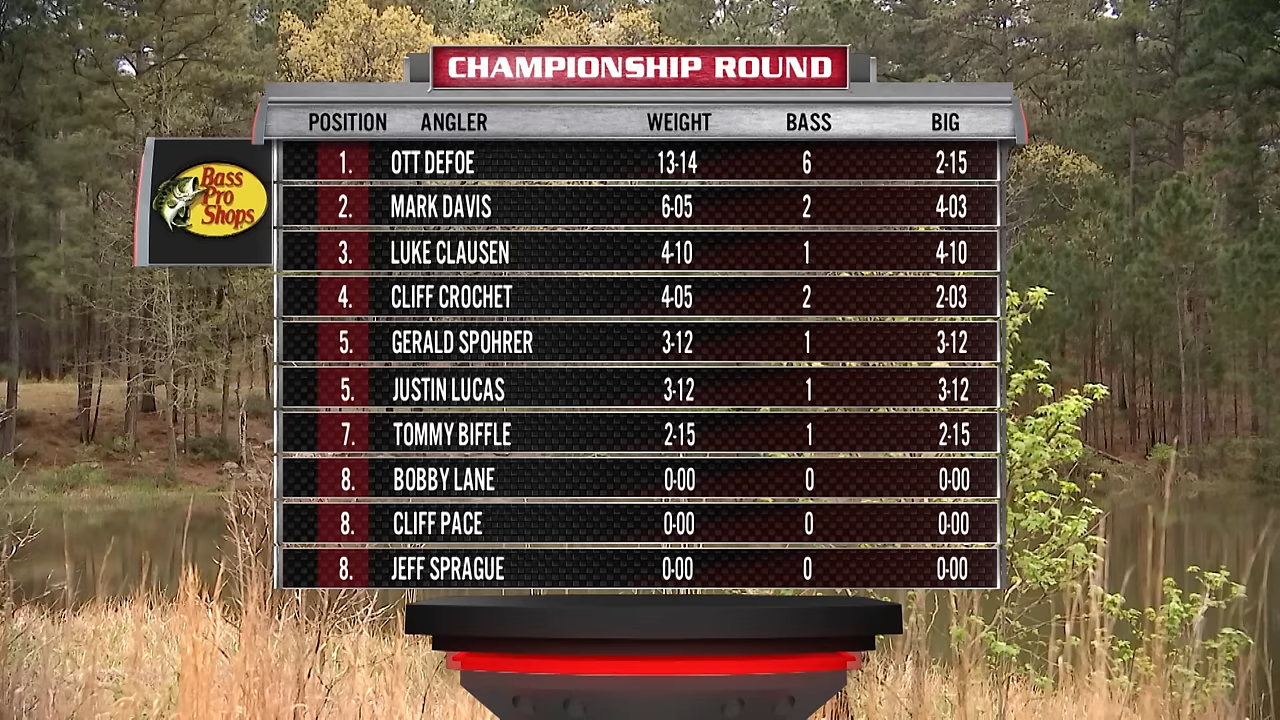 CHAMPIONSHIP ROUND
POSITION ANGLER WEIGHT BASS BIG
1. OTT DEFOE 13-14 6 2-15
2. MARK DAVIS 6-05 2 4-03
3. LUKE CLAUSEN 4-10 1 4-10
4. CLIFF CROCHET 4-05 2 2-03
5. GERALD SPOHRER 3-12 1 3-12
5. JUSTIN LUCAS 3-12 1 3-12
7. TOMMY BIFFLE 2-15 1 2-15
8. BOBBY LANE 0-00 0 0-00
8. CLIFF PACE 0-00 0 0-00
8. JEFF SPRAGUE 0-00 0 0-00
Bass
Pro
Shops